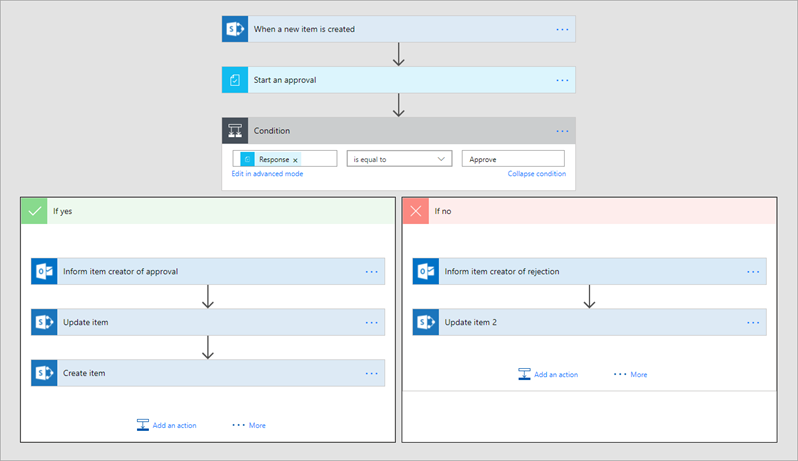 When a new item is created
Start an approval
Condition
Response x
is equal to
Approve
Edit in advanced mode
Collapse condition
If yes
Inform item creator of approval
Update item
Create item
Add an action
More
If no
Inform item creator of rejection
Update item 2
Add an action
More